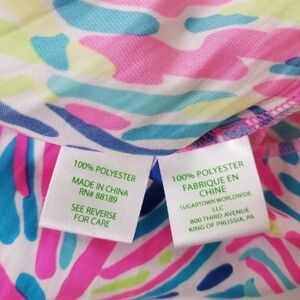 100% POLYESTER
MADE IN CHINA
RN# 88189
SEE REVERSE
FOR CARE
100% POLYESTER
FABRIQUE EN
CHINE
SUGARTOWN WORLDWIDE,
LLC
800 THIRD AVENUE
KING OF PRUSSIA, PA